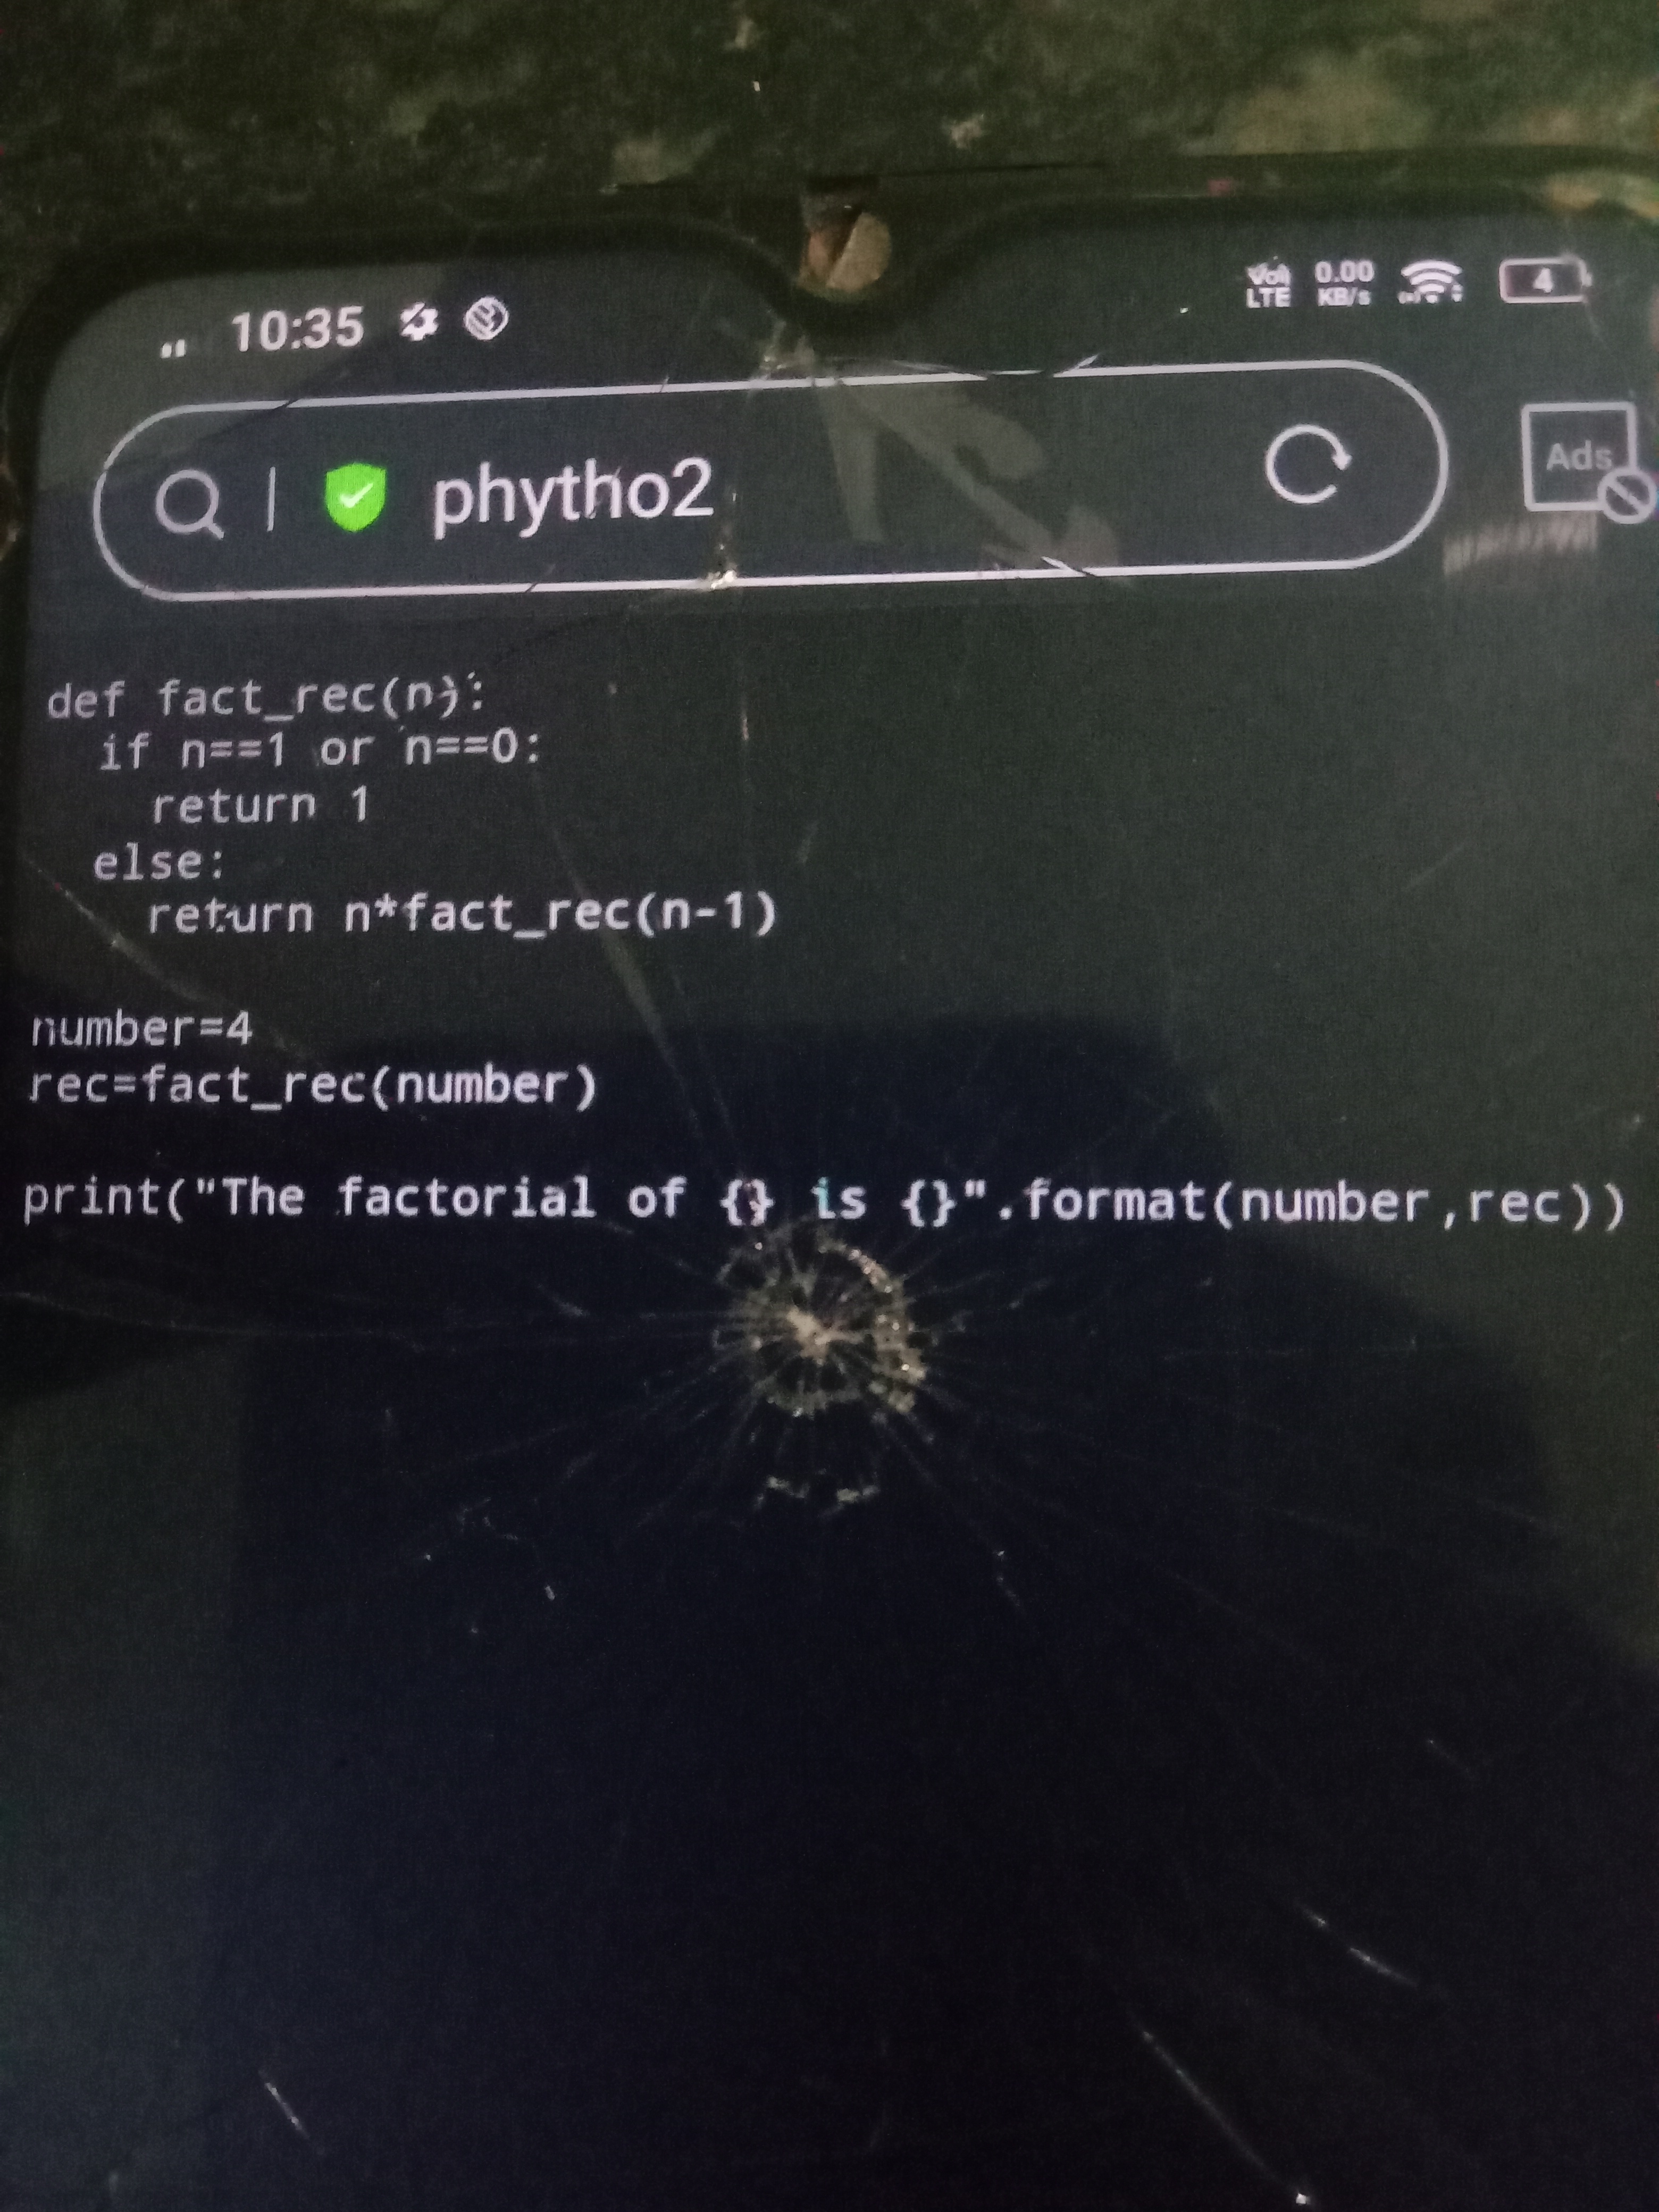 10:35
Vo))
LTE
0.00
KB/s
4
phytho2
Ads
def fact_rec(n):
  if n==1 or n==0:
    return 1
  else:
    return n*fact_rec(n-1)
number=4
rec=fact_rec(number)
print("The factorial of {} is {}".format(number,rec))